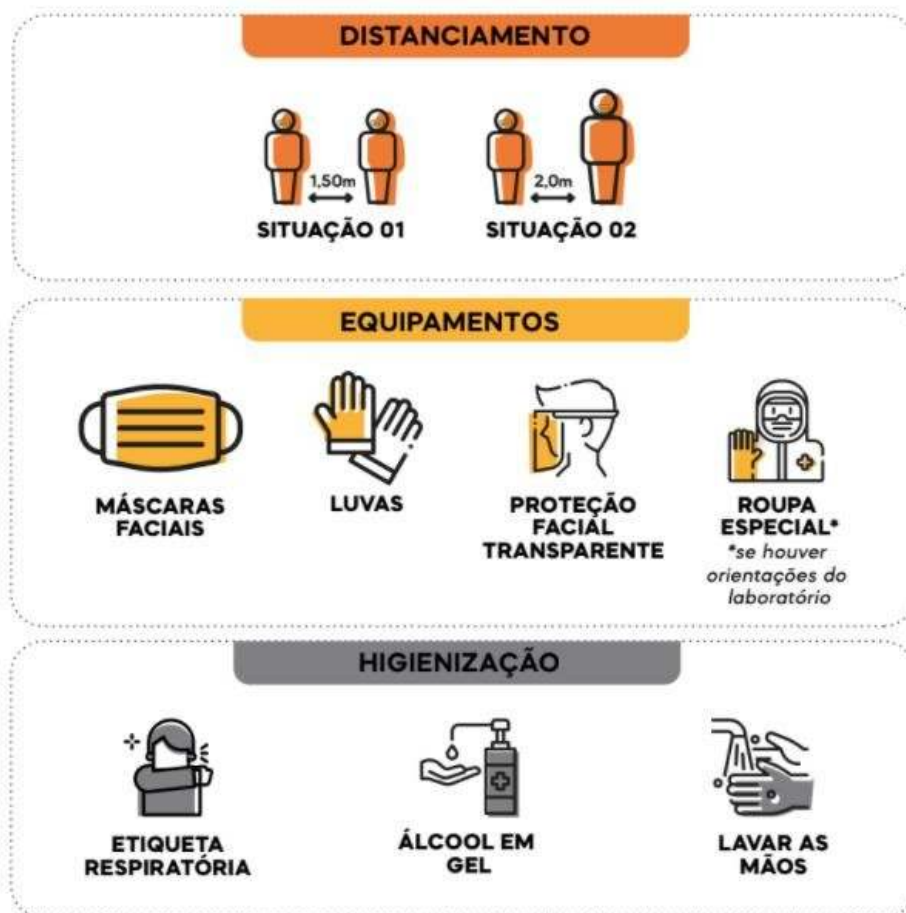 DISTANCIAMENTO
1,50m
2,0m
SITUAÇÃO 01
SITUAÇÃO 02
EQUIPAMENTOS
MÁSCARAS
FACIAIS
LUVAS
PROTEÇÃO
FACIAL
TRANSPARENTE
ROUPA
ESPECIAL*
*se houver
orientações do
laboratório
HIGIENIZAÇÃO
ETIQUETA
RESPIRATÓRIA
ÁLCOOL EM
GEL
LAVAR AS
MÃOS